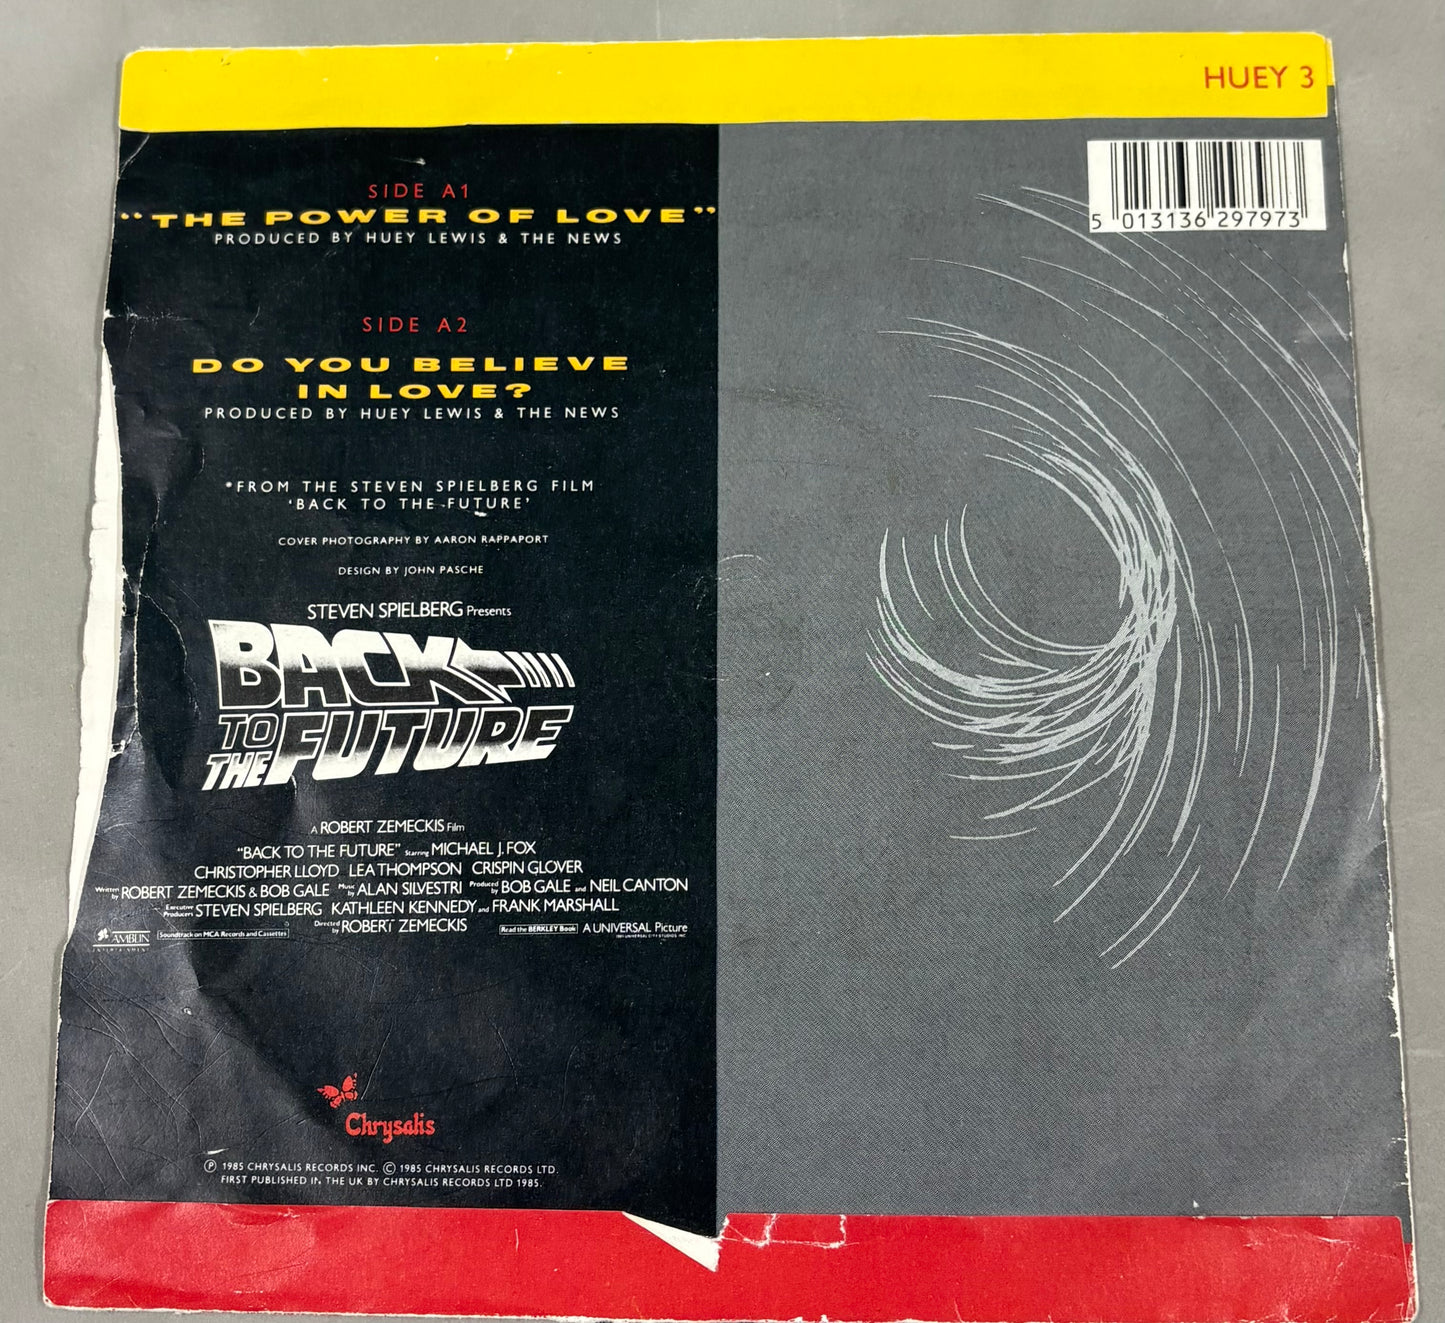 HUEY 3
5 013136 297973
SIDE A1
"THE POWER OF LOVE"
PRODUCED BY HUEY LEWIS & THE NEWS
SIDE A2
DO YOU BELIEVE
IN LOVE?
PRODUCED BY HUEY LEWIS & THE NEWS
*FROM THE STEVEN SPIELBERG FILM
'BACK TO THE FUTURE'
COVER PHOTOGRAPHY BY AARON RAPPAPORT
DESIGN BY JOHN PASCHE
STEVEN SPIELBERG Presents
BACK
TO
THE FUTURE
A ROBERT ZEMECKIS Film
"BACK TO THE FUTURE" Starring MICHAEL J. FOX
CHRISTOPHER LLOYD LEA THOMPSON CRISPIN GLOVER
Written by ROBERT ZEMECKIS & BOB GALE Music by ALAN SILVESTRI Produced by BOB GALE and NEIL CANTON
Executive Producers STEVEN SPIELBERG KATHLEEN KENNEDY and FRANK MARSHALL
Directed by ROBERT ZEMECKIS
AMBLIN ENTERTAINMENT Soundtrack on MCA Records and Cassettes Read the BERKLEY Book A UNIVERSAL Picture
Chrysalis
℗ 1985 CHRYSALIS RECORDS INC. © 1985 CHRYSALIS RECORDS LTD.
FIRST PUBLISHED IN THE UK BY CHRYSALIS RECORDS LTD 1985.